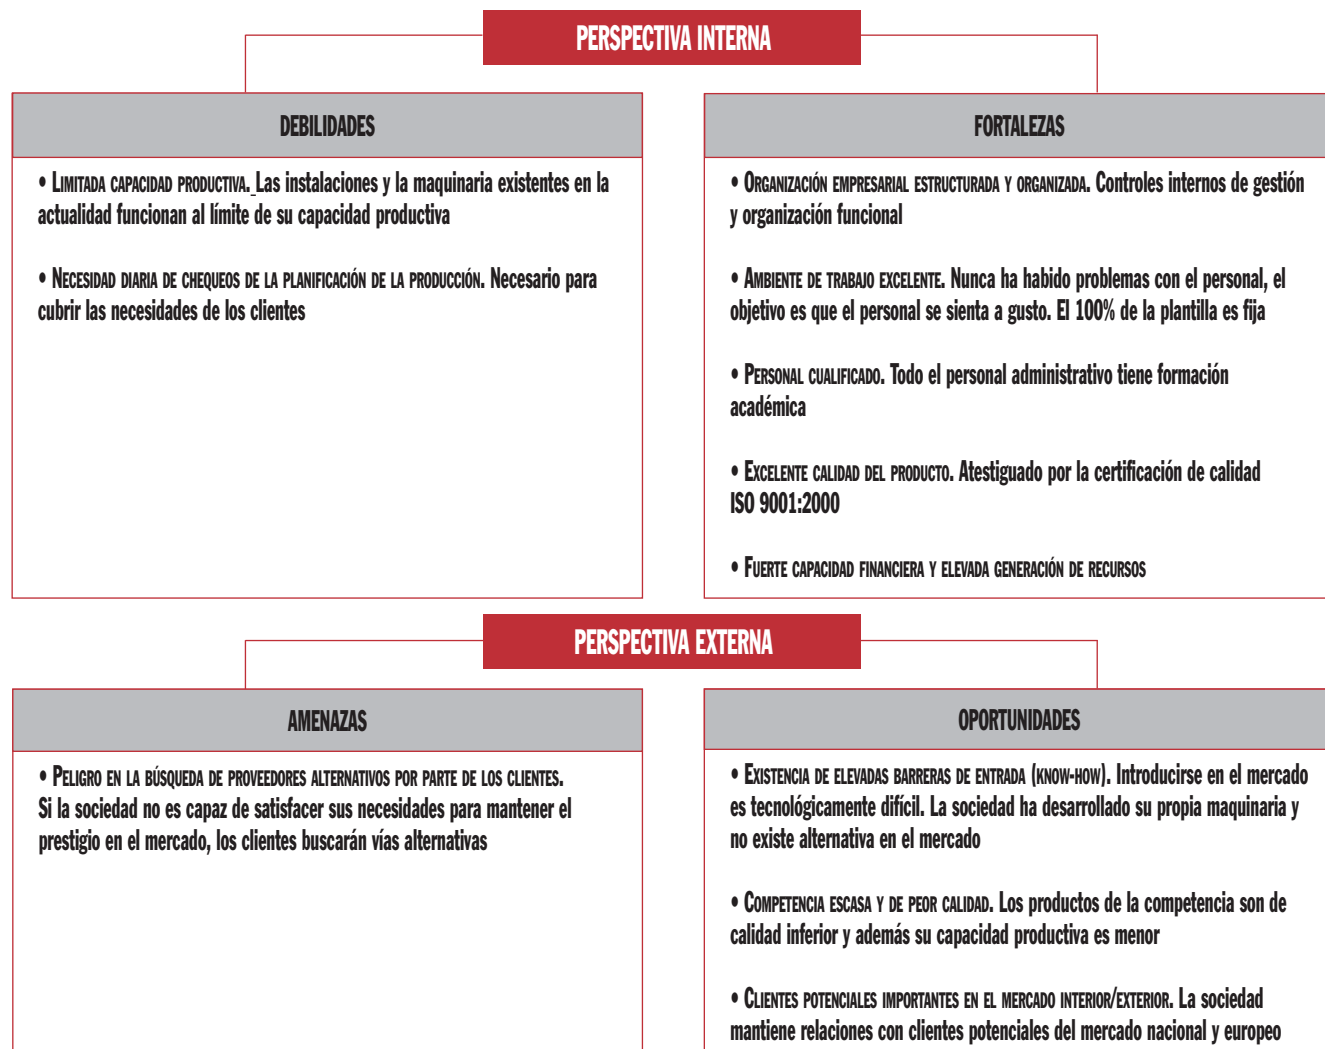 PERSPECTIVA INTERNA
DEBILIDADES
• LIMITADA CAPACIDAD PRODUCTIVA. Las instalaciones y la maquinaria existentes en la
actualidad funcionan al límite de su capacidad productiva
• NECESIDAD DIARIA DE CHEQUEOS DE LA PLANIFICACIÓN DE LA PRODUCCIÓN. Necesario para
cubrir las necesidades de los clientes
FORTALEZAS
• ORGANIZACIÓN EMPRESARIAL ESTRUCTURADA Y ORGANIZADA. Controles internos de gestión
y organización funcional
• AMBIENTE DE TRABAJO EXCELENTE. Nunca ha habido problemas con el personal, el
objetivo es que el personal se sienta a gusto. El 100% de la plantilla es fija
• PERSONAL CUALIFICADO. Todo el personal administrativo tiene formación
académica
• EXCELENTE CALIDAD DEL PRODUCTO. Atestiguado por la certificación de calidad
ISO 9001:2000
• FUERTE CAPACIDAD FINANCIERA Y ELEVADA GENERACIÓN DE RECURSOS
PERSPECTIVA EXTERNA
AMENAZAS
• PELIGRO EN LA BÚSQUEDA DE PROVEEDORES ALTERNATIVOS POR PARTE DE LOS CLIENTES.
Si la sociedad no es capaz de satisfacer sus necesidades para mantener el
prestigio en el mercado, los clientes buscarán vías alternativas
OPORTUNIDADES
• EXISTENCIA DE ELEVADAS BARRERAS DE ENTRADA (KNOW-HOW). Introducirse en el mercado
es tecnológicamente difícil. La sociedad ha desarrollado su propia maquinaria y
no existe alternativa en el mercado
• COMPETENCIA ESCASA Y DE PEOR CALIDAD. Los productos de la competencia son de
calidad inferior y además su capacidad productiva es menor
• CLIENTES POTENCIALES IMPORTANTES EN EL MERCADO INTERIOR/EXTERIOR. La sociedad
mantiene relaciones con clientes potenciales del mercado nacional y europeo